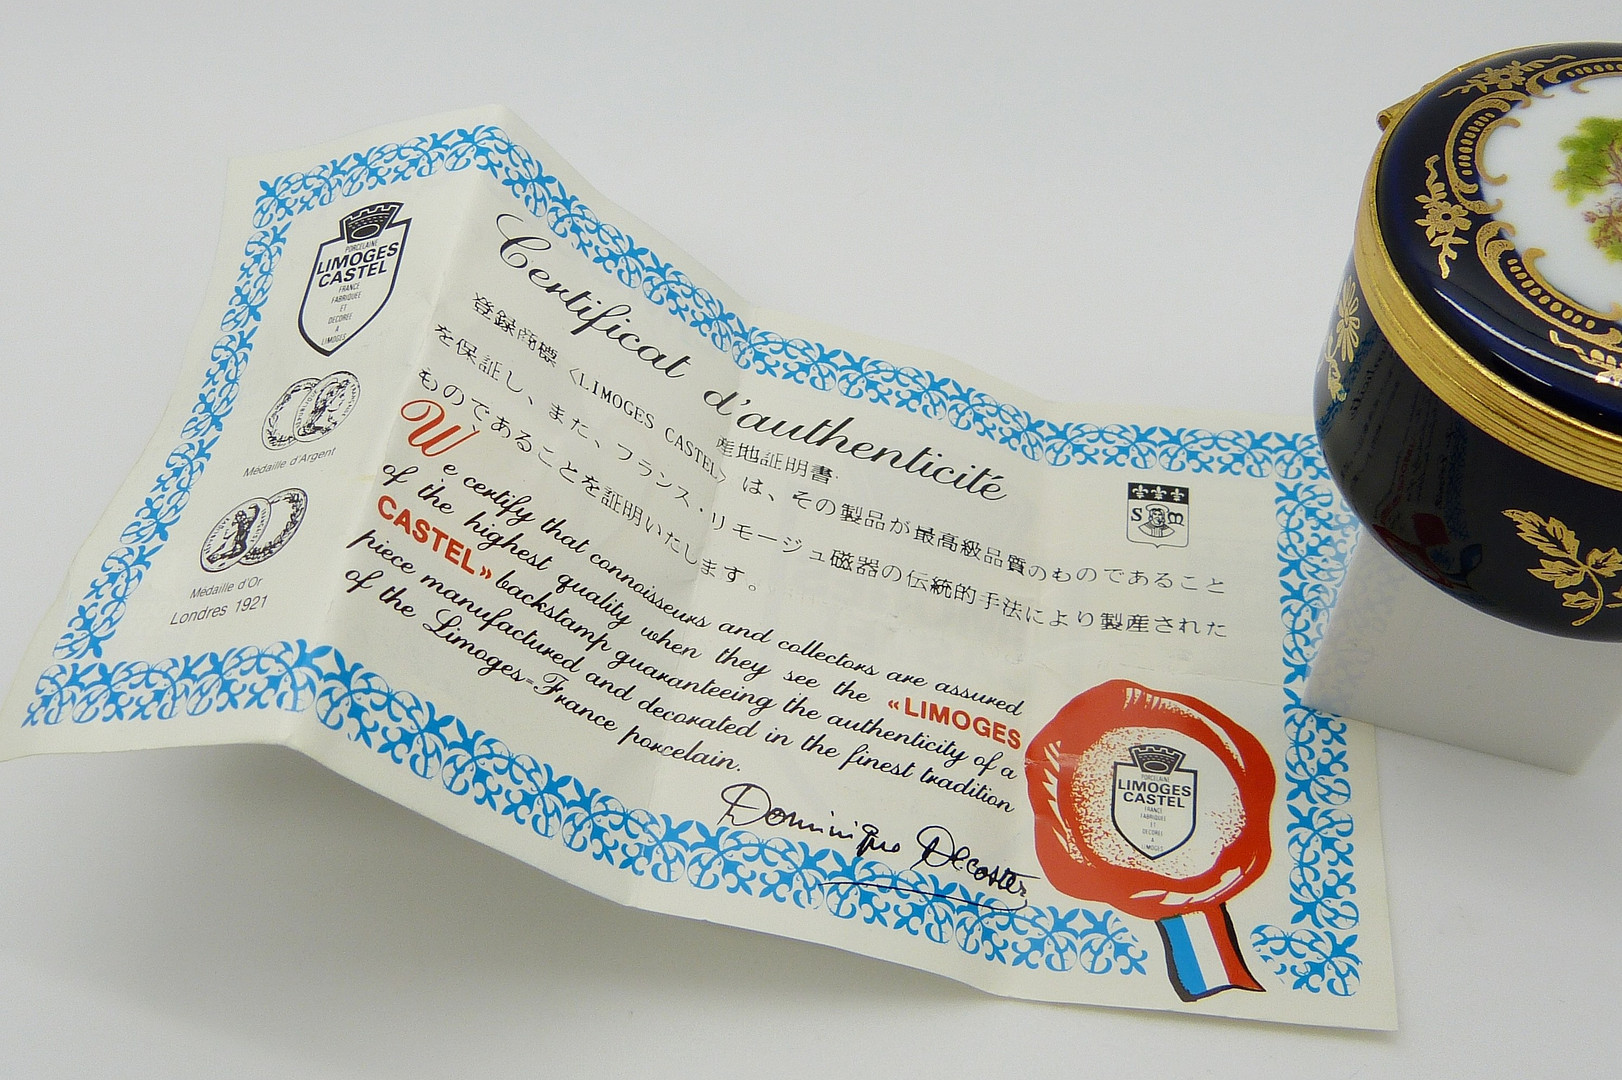 PORCELAINE
LIMOGES
CASTEL
FRANCE
FABRIQUEE
ET
DECOREE
A
LIMOGES
Médaille d'Argent
Médaille d'Or
Londres 1921
Certificat d'authenticité
産地証明書
登録商標〈LIMOGES CASTEL〉は、その製品が最高級品質のものであること
を保証し、また、フランス・リモージュ磁器の伝統的手法により製産された
ものであることを証明いたします。
We certify that connoisseurs and collectors are assured
of the highest quality when they see the «LIMOGES
CASTEL» backstamp guaranteeing the authenticity of a
piece manufactured and decorated in the finest tradition
of the Limoges-France porcelain.
Dominique Decoster
S M
PORCELAINE
LIMOGES
CASTEL
FRANCE
FABRIQUEE
ET
DECOREE
A
LIMOGES